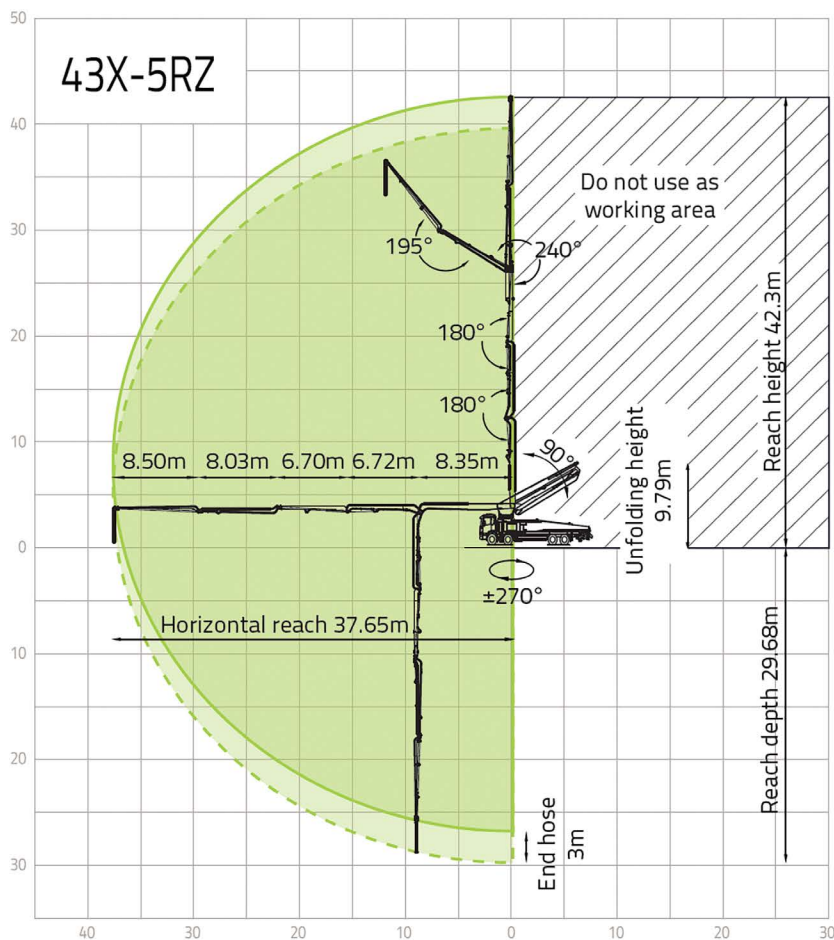 50
43X-5RZ
40
Do not use as
working area
195°
240°
30
Reach height 42.3m
20
180°
180°
10
8.50m
8.03m
6.70m
6.72m
8.35m
90°
Unfolding height
9.79m
0
±270°
Horizontal reach 37.65m
10
Reach depth 29.68m
20
End hose
3m
30
40
30
20
10
0
10
20
30